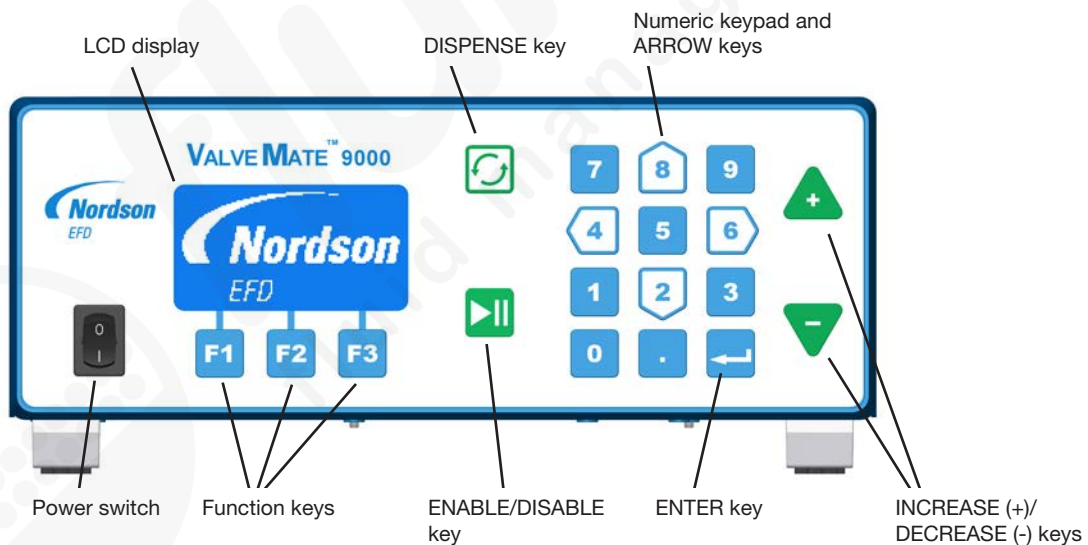 Numeric keypad and
ARROW keys
LCD display
DISPENSE key
VALVEMATE™ 9000
7 8 9
+
Nordson
EFD
Nordson
EFD
4 5 6
1 2 3
-
0
I
F1 F2 F3
0 .
Power switch
Function keys
ENABLE/DISABLE
key
ENTER key
INCREASE (+)/
DECREASE (-) keys